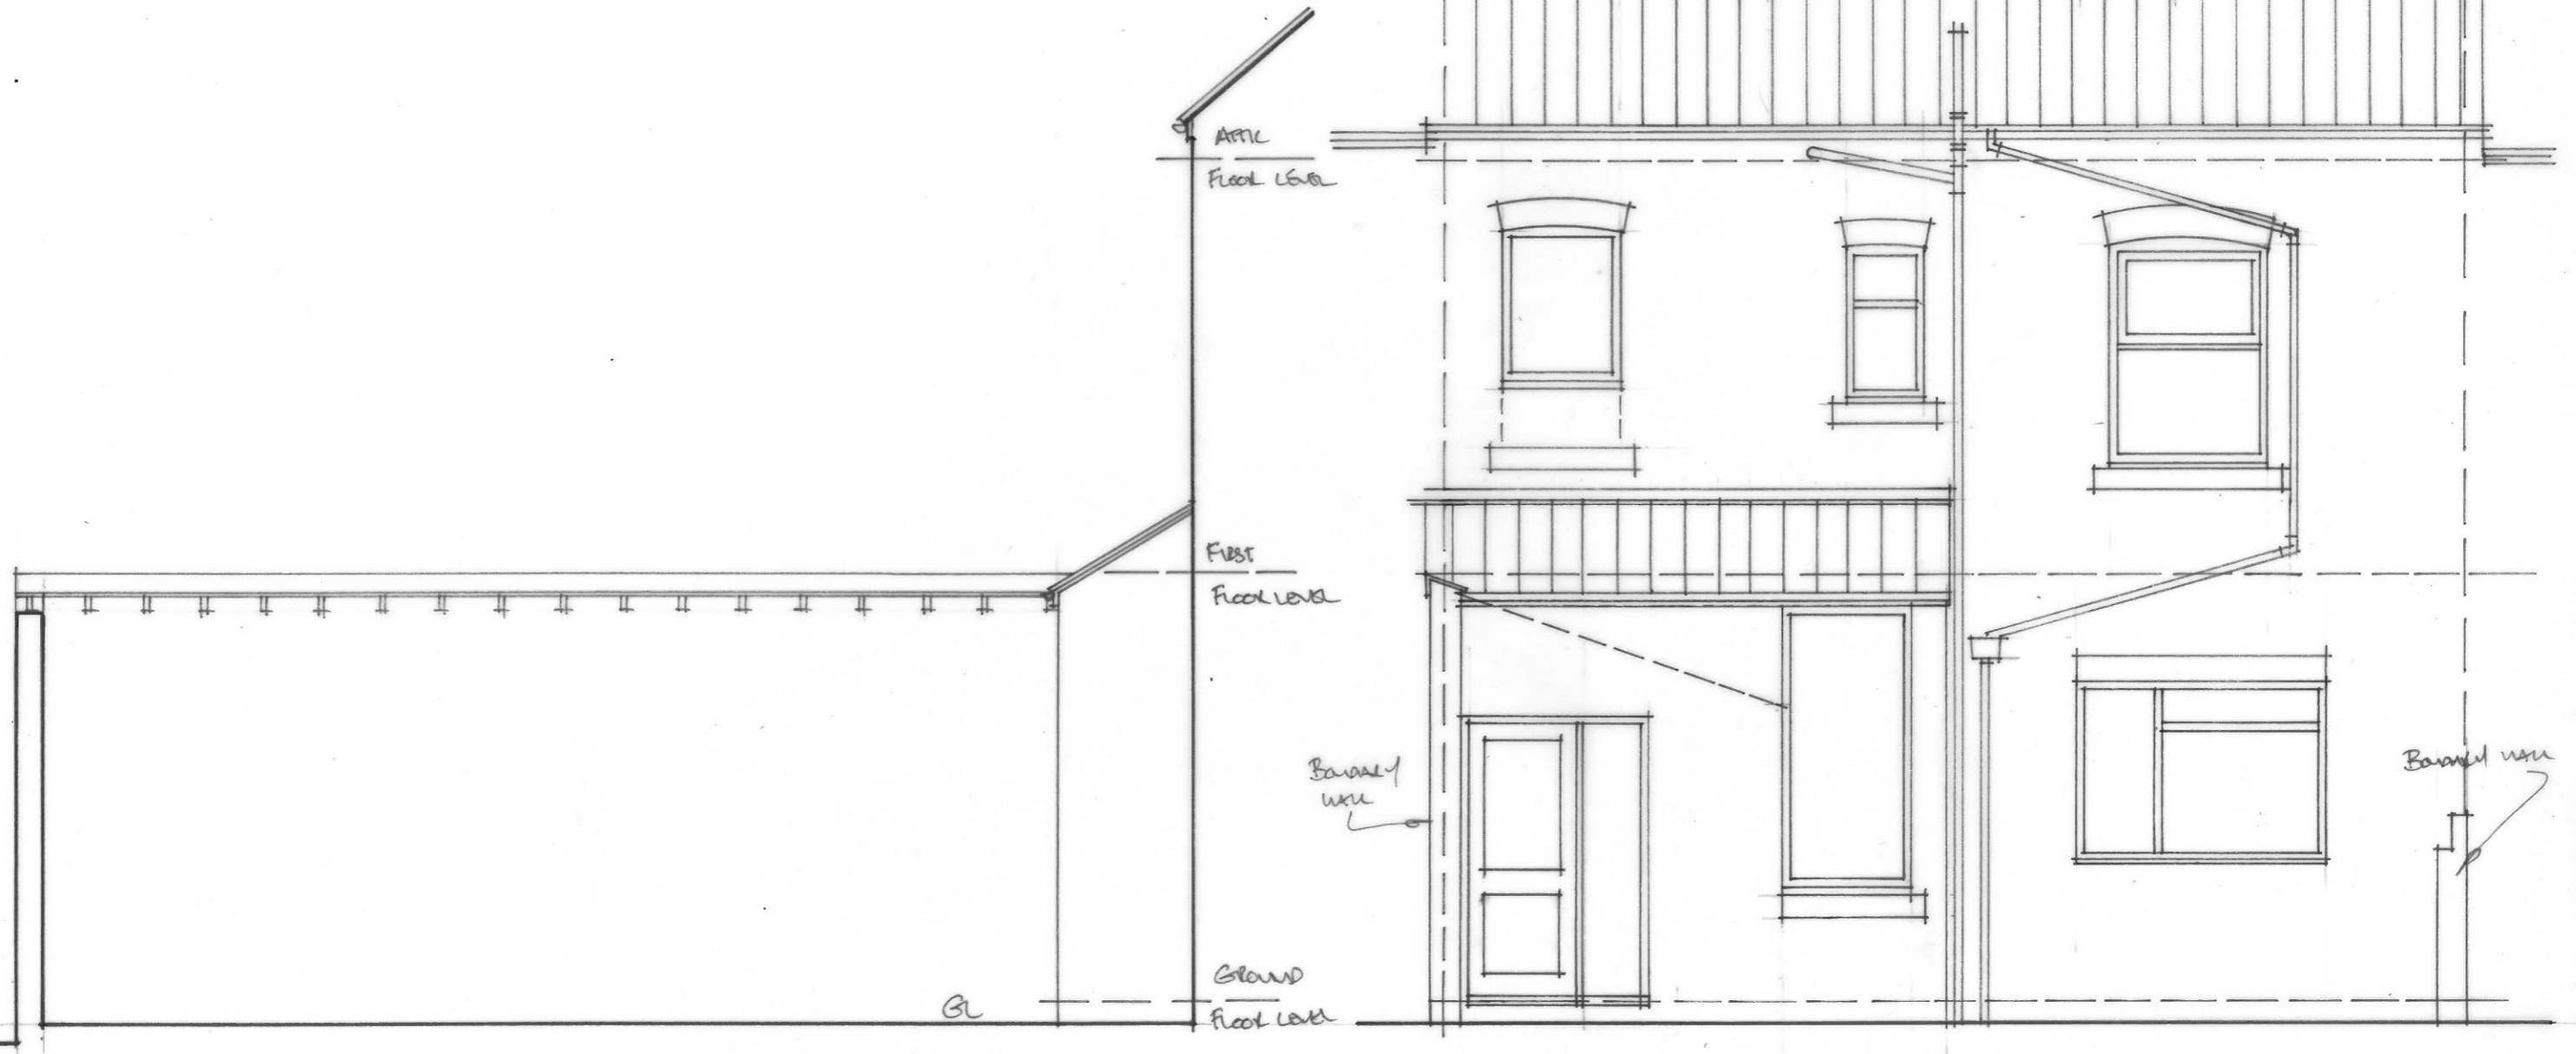 ATTIC
FLOOR LEVEL
FIRST
FLOOR LEVEL
BOUNDARY
WALL
BOUNDARY WALL
GROUND
FLOOR LEVEL
GL